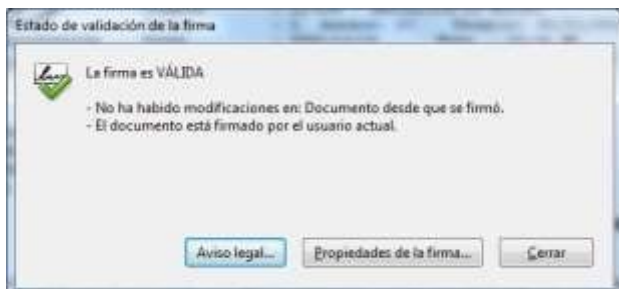 Estado de validación de la firma
La firma es VÁLIDA
- No ha habido modificaciones en: Documento desde que se firmó.
- El documento está firmado por el usuario actual.
Aviso legal... Propiedades de la firma... Cerrar